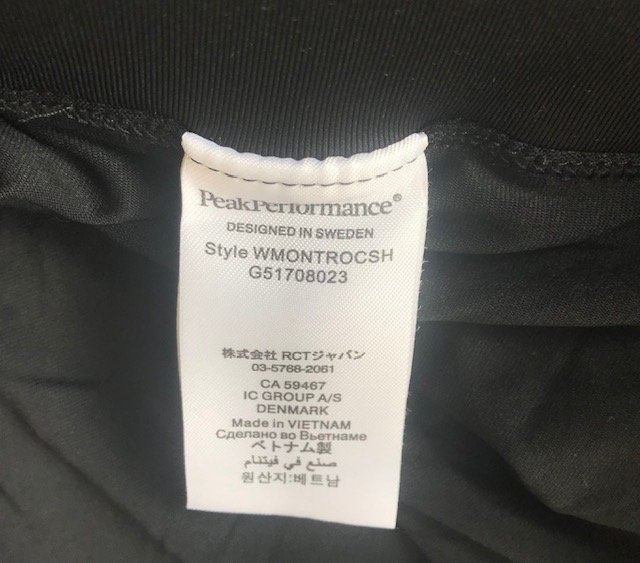 PeakPerformance®
DESIGNED IN SWEDEN
Style WMONTROCSH
G51708023
株式会社 RCTジャパン
03-5768-2061
CA 59467
IC GROUP A/S
DENMARK
Made in VIETNAM
Сделано во Вьетнаме
ベトナム製
صنع في فيتنام
원산지:베트남